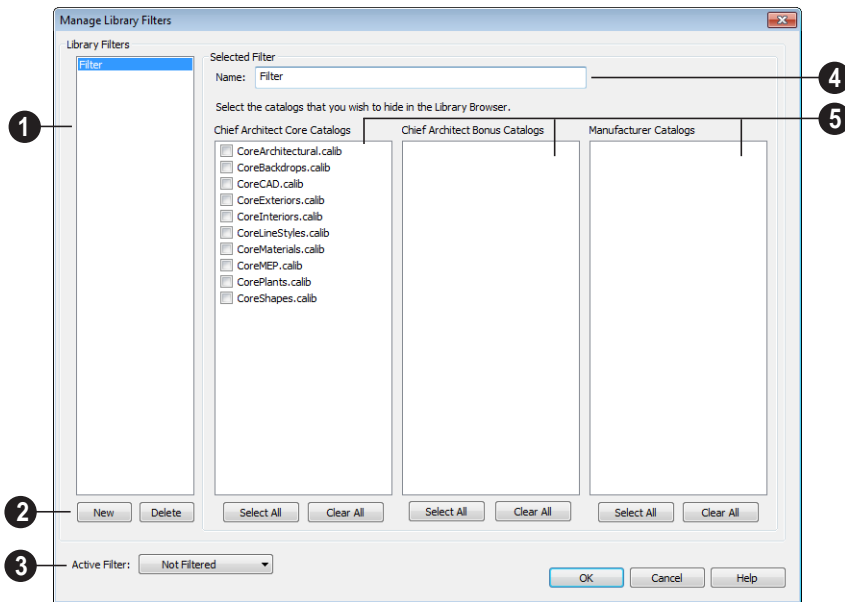 Manage Library Filters
Library Filters
Filter
Selected Filter
Name: Filter
4
Select the catalogs that you wish to hide in the Library Browser.
5
1
Chief Architect Core Catalogs
Chief Architect Bonus Catalogs
Manufacturer Catalogs
CoreArchitectural.calib
CoreBackdrops.calib
CoreCAD.calib
CoreExteriors.calib
CoreInteriors.calib
CoreLineStyles.calib
CoreMaterials.calib
CoreMEP.calib
CorePlants.calib
CoreShapes.calib
2
New Delete
Select All Clear All
Select All Clear All
Select All Clear All
3
Active Filter: Not Filtered
OK Cancel Help